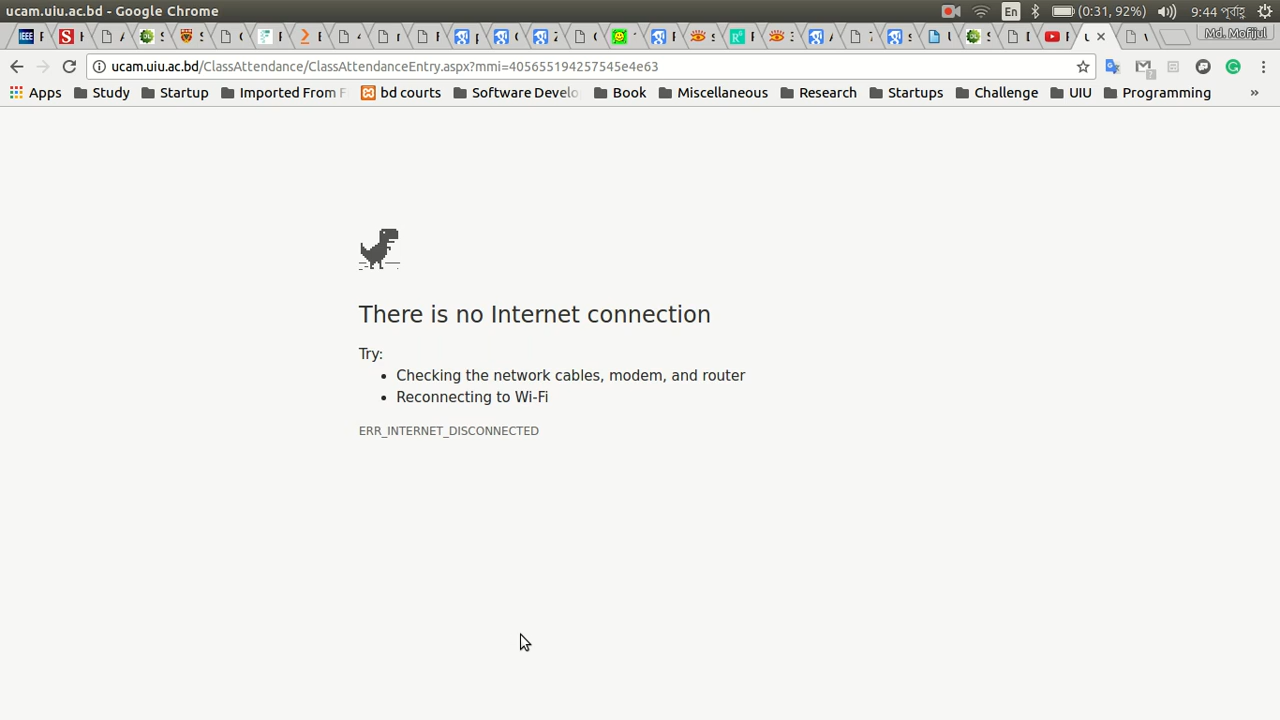 ucam.uiu.ac.bd - Google Chrome
En
(0:31, 92%)
9:44 পূর্বাহ্ণ
Md. Mofijul
ucam.uiu.ac.bd/ClassAttendance/ClassAttendanceEntry.aspx?mmi=405655194257545e4e63
Apps
Study
Startup
Imported From F
bd courts
Software Develo
Book
Miscellaneous
Research
Startups
Challenge
UIU
Programming
»
There is no Internet connection
Try:
• Checking the network cables, modem, and router
• Reconnecting to Wi-Fi
ERR_INTERNET_DISCONNECTED